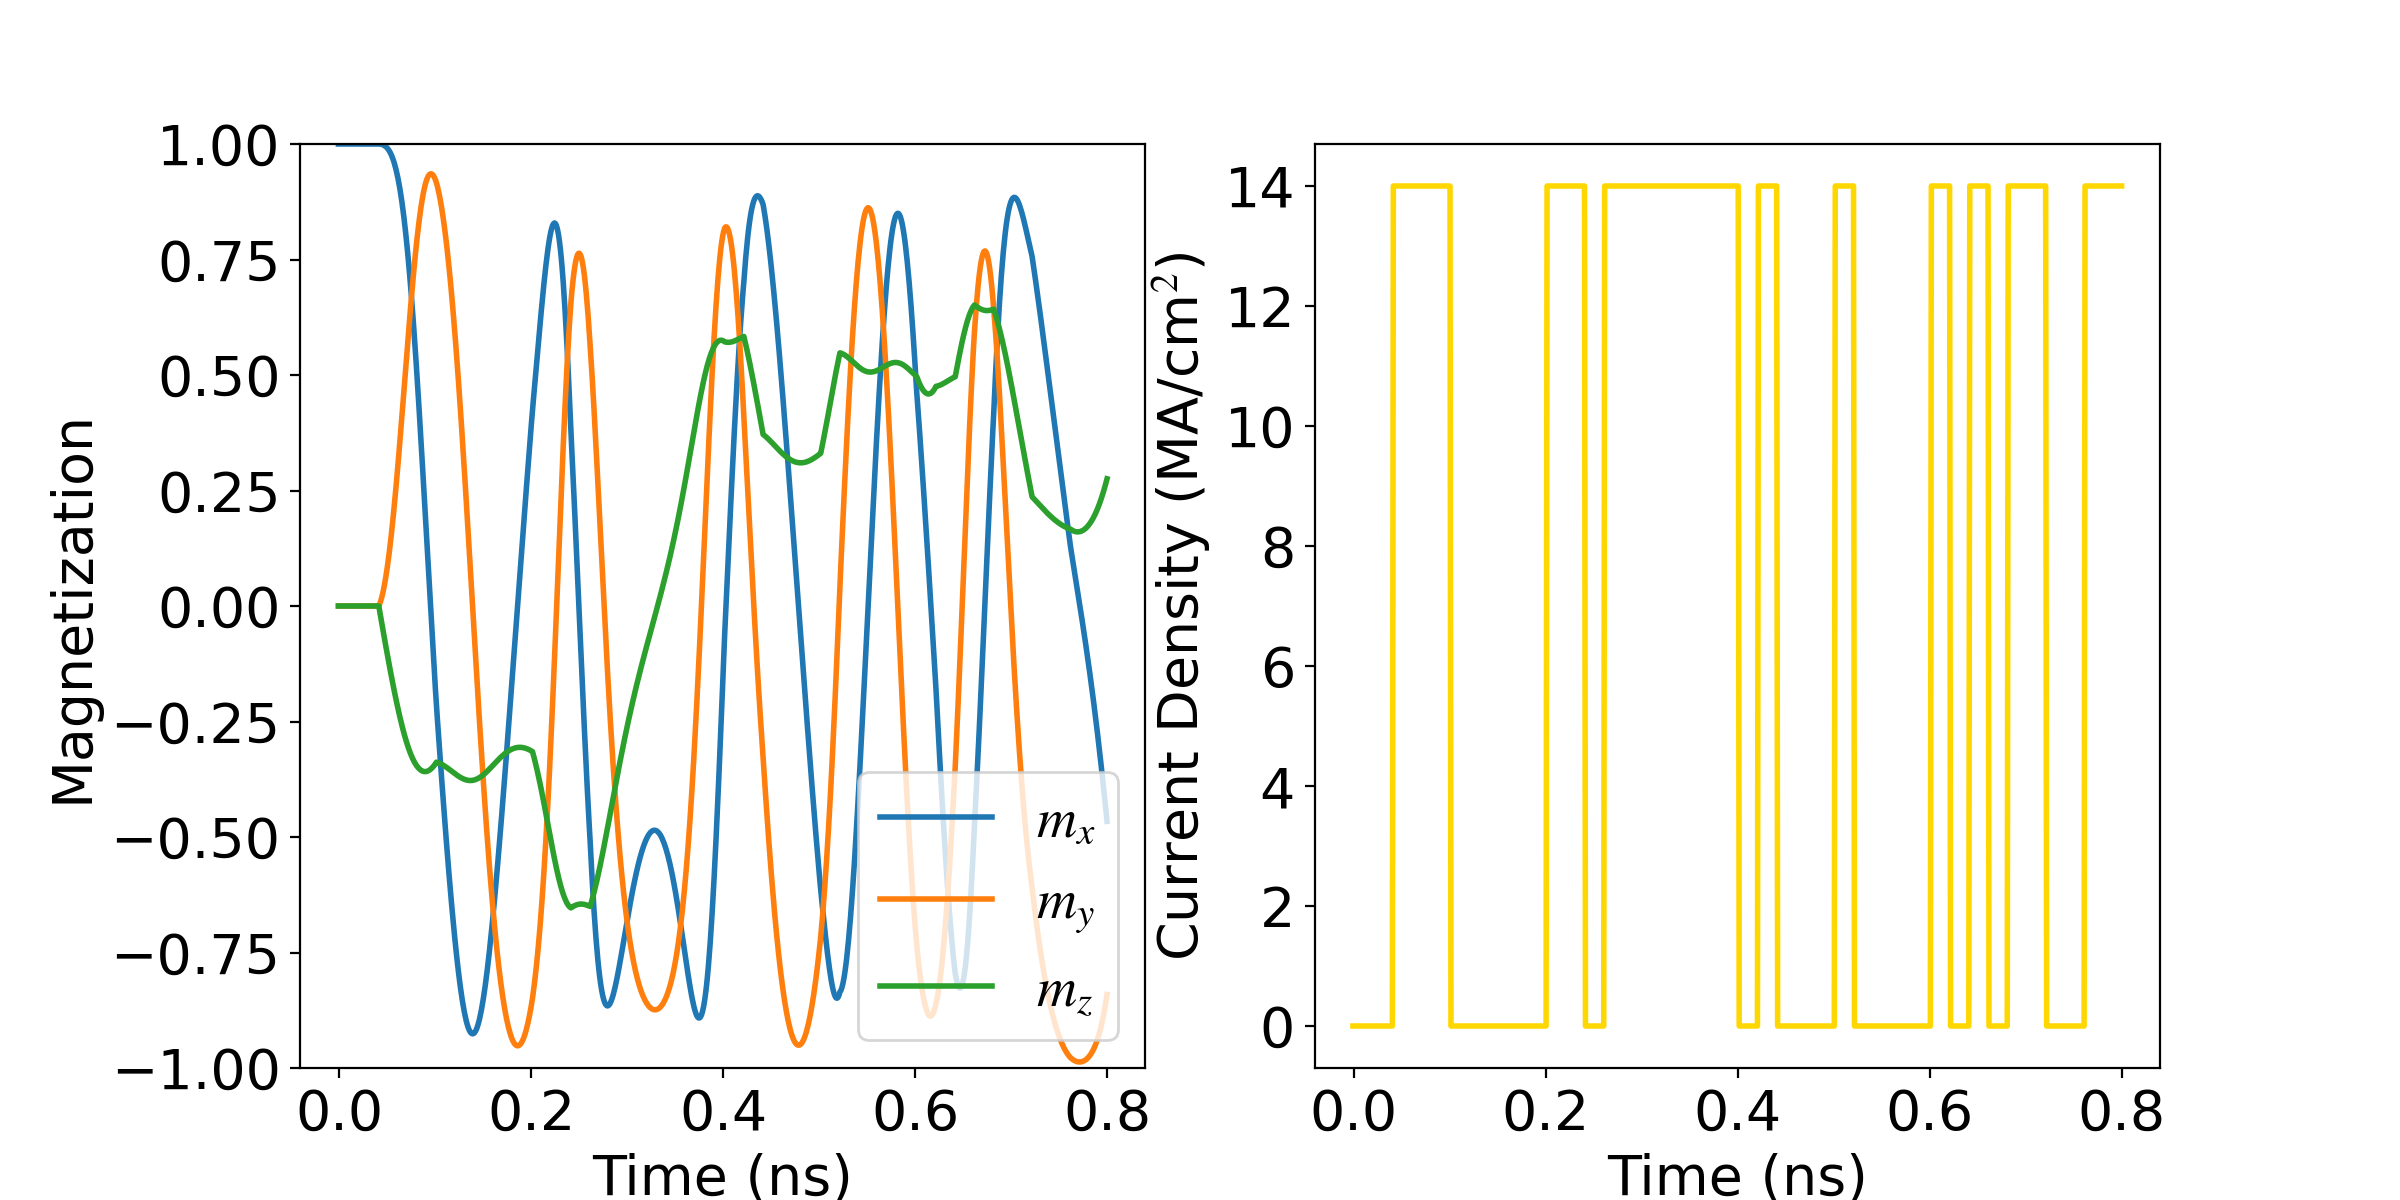 Magnetization
1.00
0.75
0.50
0.25
0.00
−0.25
−0.50
−0.75
−1.00
0.0 0.2 0.4 0.6 0.8
Time (ns)
m_x
m_y
m_z
Current Density (MA/cm²)
14
12
10
8
6
4
2
0
0.0 0.2 0.4 0.6 0.8
Time (ns)